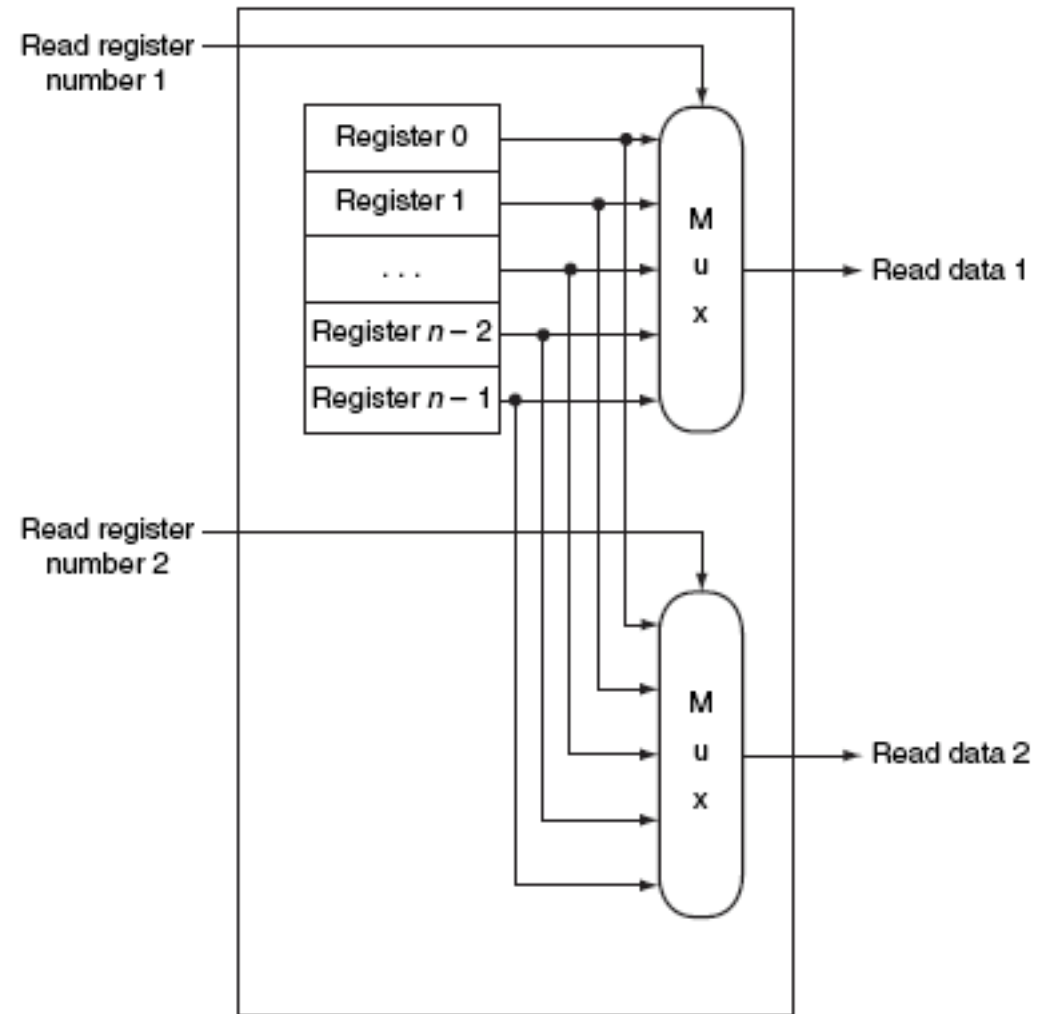 Read register
number 1
Register 0
Register 1
. . .
Register n – 2
Register n – 1
M
u
x
Read data 1
Read register
number 2
M
u
x
Read data 2